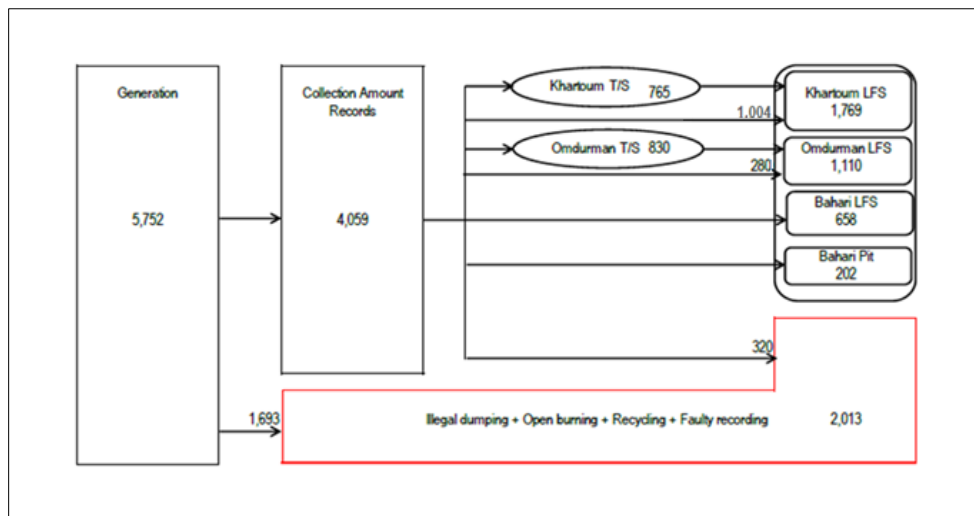 Generation
5,752
Collection Amount
Records
4,059
Khartoum T/S 765
1.004
Omdurman T/S 830
280
Khartoum LFS
1,769
Omdurman LFS
1,110
Bahari LFS
658
Bahari Pit
202
320
1,693
Illegal dumping + Open burning + Recycling + Faulty recording 2,013